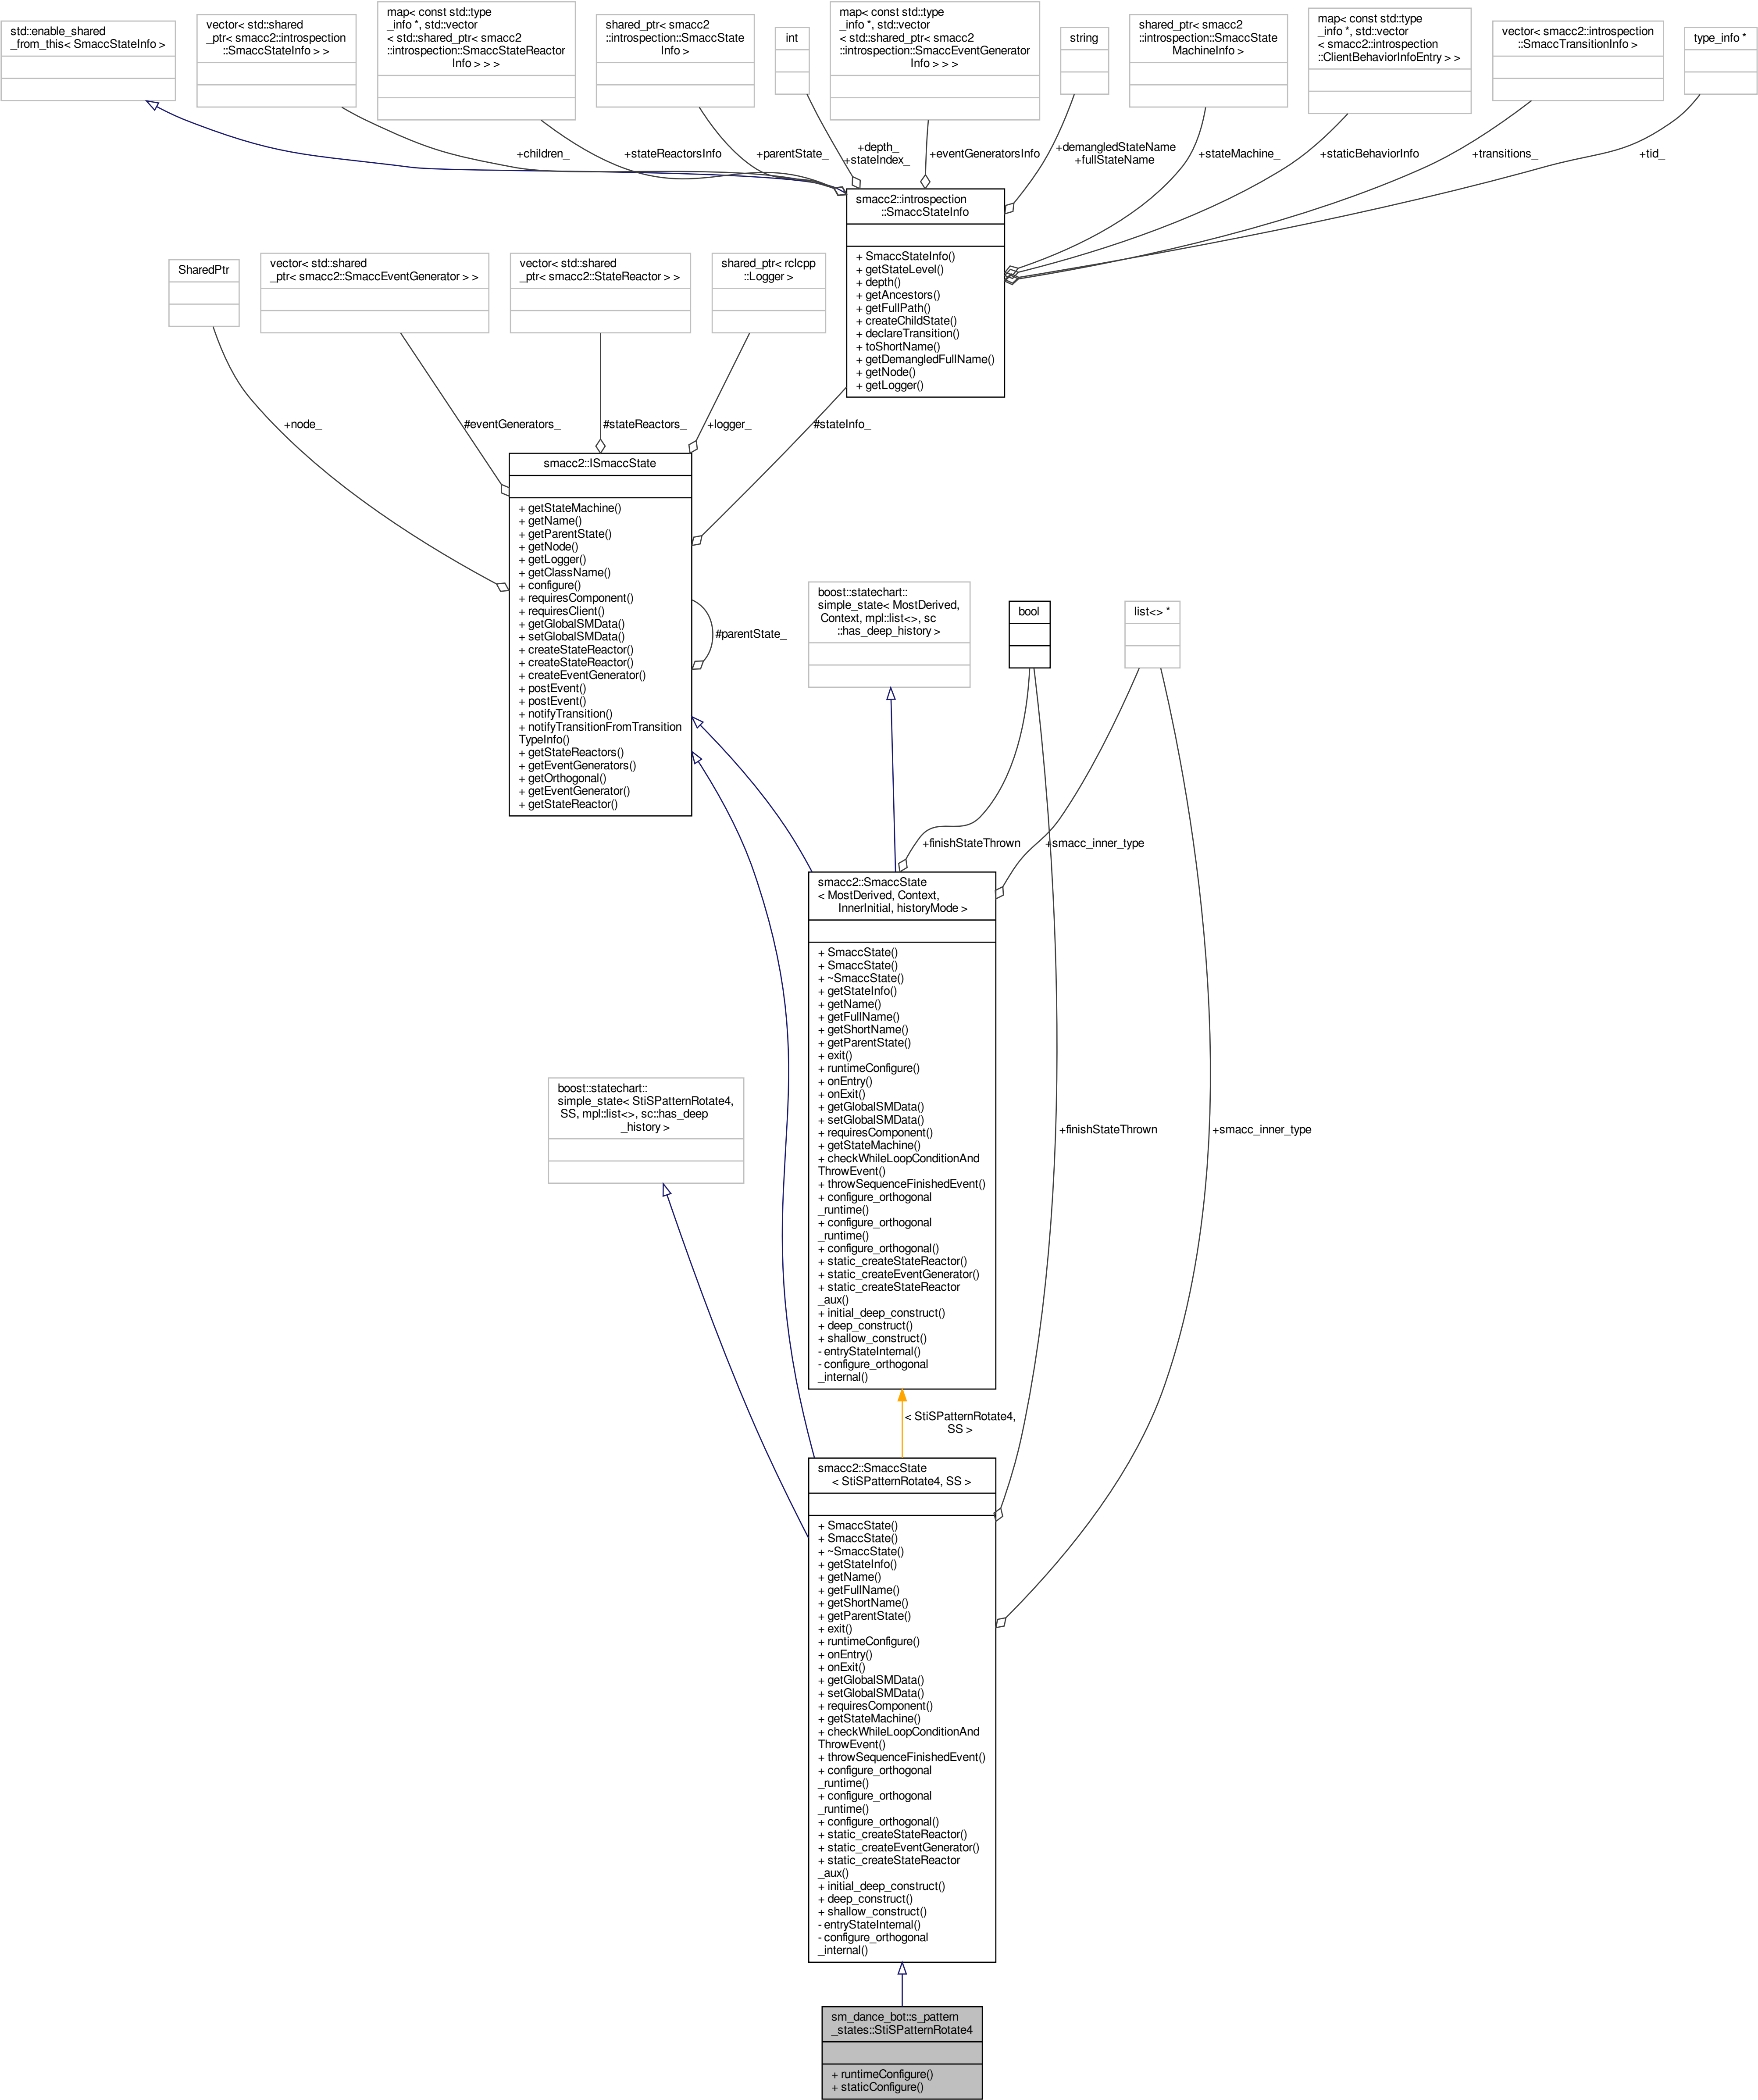 std::enable_shared
_from_this< SmaccStateInfo >
vector< std::shared
_ptr< smacc2::introspection
::SmaccStateInfo > >
map< const std::type
_info *, std::vector
< std::shared_ptr< smacc2
::introspection::SmaccStateReactor
Info > > >
shared_ptr< smacc2
::introspection::SmaccState
Info >
int
map< const std::type
_info *, std::vector
< std::shared_ptr< smacc2
::introspection::SmaccEventGenerator
Info > > >
string
shared_ptr< smacc2
::introspection::SmaccState
MachineInfo >
map< const std::type
_info *, std::vector
< smacc2::introspection
::ClientBehaviorInfoEntry > >
vector< smacc2::introspection
::SmaccTransitionInfo >
type_info *
+children_
+stateReactorsInfo
+parentState_
+depth_
+stateIndex_
+eventGeneratorsInfo
+demangledStateName
+fullStateName
+stateMachine_
+staticBehaviorInfo
+transitions_
+tid_
smacc2::introspection
::SmaccStateInfo
+ SmaccStateInfo()
+ getStateLevel()
+ depth()
+ getAncestors()
+ getFullPath()
+ createChildState()
+ declareTransition()
+ toShortName()
+ getDemangledFullName()
+ getNode()
+ getLogger()
SharedPtr
vector< std::shared
_ptr< smacc2::SmaccEventGenerator > >
vector< std::shared
_ptr< smacc2::StateReactor > >
shared_ptr< rclcpp
::Logger >
+node_
#eventGenerators_
#stateReactors_
+logger_
#stateInfo_
smacc2::ISmaccState
+ getStateMachine()
+ getName()
+ getParentState()
+ getNode()
+ getLogger()
+ getClassName()
+ configure()
+ requiresComponent()
+ requiresClient()
+ getGlobalSMData()
+ setGlobalSMData()
+ createStateReactor()
+ createStateReactor()
+ createEventGenerator()
+ postEvent()
+ postEvent()
+ notifyTransition()
+ notifyTransitionFromTransition
TypeInfo()
+ getStateReactors()
+ getEventGenerators()
+ getOrthogonal()
+ getEventGenerator()
+ getStateReactor()
#parentState_
boost::statechart::
simple_state< MostDerived,
Context, mpl::list<>, sc
::has_deep_history >
bool
list<> *
+finishStateThrown
+smacc_inner_type
smacc2::SmaccState
< MostDerived, Context,
InnerInitial, historyMode >
+ SmaccState()
+ SmaccState()
+ ~SmaccState()
+ getStateInfo()
+ getName()
+ getFullName()
+ getShortName()
+ getParentState()
+ exit()
+ runtimeConfigure()
+ onEntry()
+ onExit()
+ getGlobalSMData()
+ setGlobalSMData()
+ requiresComponent()
+ getStateMachine()
+ checkWhileLoopConditionAnd
ThrowEvent()
+ throwSequenceFinishedEvent()
+ configure_orthogonal
_runtime()
+ configure_orthogonal
_runtime()
+ configure_orthogonal()
+ static_createStateReactor()
+ static_createEventGenerator()
+ static_createStateReactor
_aux()
+ initial_deep_construct()
+ deep_construct()
+ shallow_construct()
- entryStateInternal()
- configure_orthogonal
_internal()
boost::statechart::
simple_state< StiSPatternRotate4,
SS, mpl::list<>, sc::has_deep
_history >
+finishStateThrown
+smacc_inner_type
< StiSPatternRotate4,
SS >
smacc2::SmaccState
< StiSPatternRotate4, SS >
+ SmaccState()
+ SmaccState()
+ ~SmaccState()
+ getStateInfo()
+ getName()
+ getFullName()
+ getShortName()
+ getParentState()
+ exit()
+ runtimeConfigure()
+ onEntry()
+ onExit()
+ getGlobalSMData()
+ setGlobalSMData()
+ requiresComponent()
+ getStateMachine()
+ checkWhileLoopConditionAnd
ThrowEvent()
+ throwSequenceFinishedEvent()
+ configure_orthogonal
_runtime()
+ configure_orthogonal
_runtime()
+ configure_orthogonal()
+ static_createStateReactor()
+ static_createEventGenerator()
+ static_createStateReactor
_aux()
+ initial_deep_construct()
+ deep_construct()
+ shallow_construct()
- entryStateInternal()
- configure_orthogonal
_internal()
sm_dance_bot::s_pattern
_states::StiSPatternRotate4
+ runtimeConfigure()
+ staticConfigure()